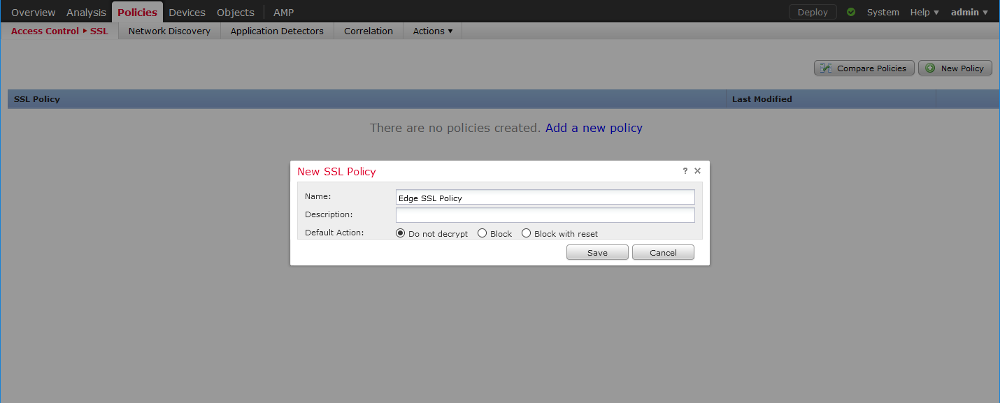 Overview Analysis Policies Devices Objects AMP Deploy System Help ▼ admin ▼
Access Control ▸ SSL Network Discovery Application Detectors Correlation Actions ▼
Compare Policies New Policy
SSL Policy Last Modified
There are no policies created. Add a new policy
New SSL Policy ? ×
Name: Edge SSL Policy
Description:
Default Action: Do not decrypt Block Block with reset
Save Cancel